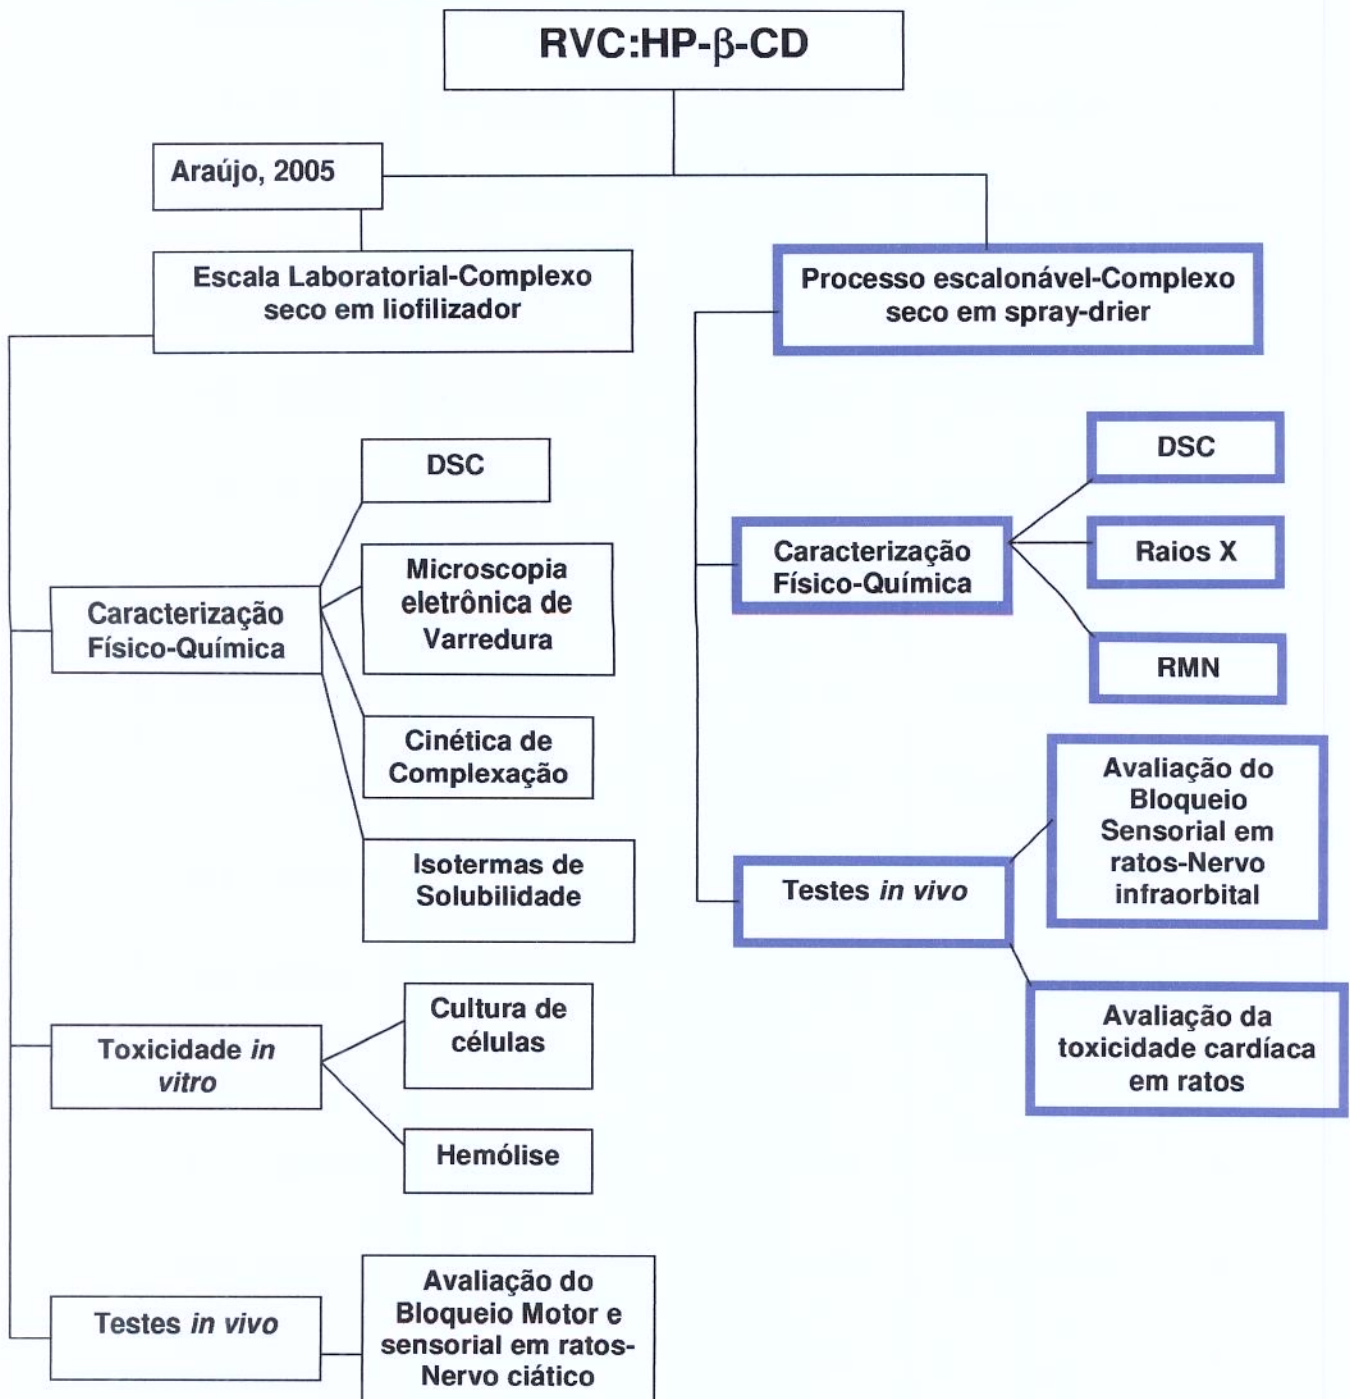 RVC:HP-β-CD
Araújo, 2005
Escala Laboratorial-Complexo
seco em liofilizador
DSC
Caracterização
Físico-Química
Microscopia
eletrônica de
Varredura
Cinética de
Complexação
Isotermas de
Solubilidade
Toxicidade in
vitro
Cultura de
células
Hemólise
Testes in vivo
Avaliação do
Bloqueio Motor e
sensorial em ratos-
Nervo ciático
Processo escalonável-Complexo
seco em spray-drier
Caracterização
Físico-Química
DSC
Raios X
RMN
Testes in vivo
Avaliação do
Bloqueio
Sensorial em
ratos-Nervo
infraorbital
Avaliação da
toxicidade cardíaca
em ratos